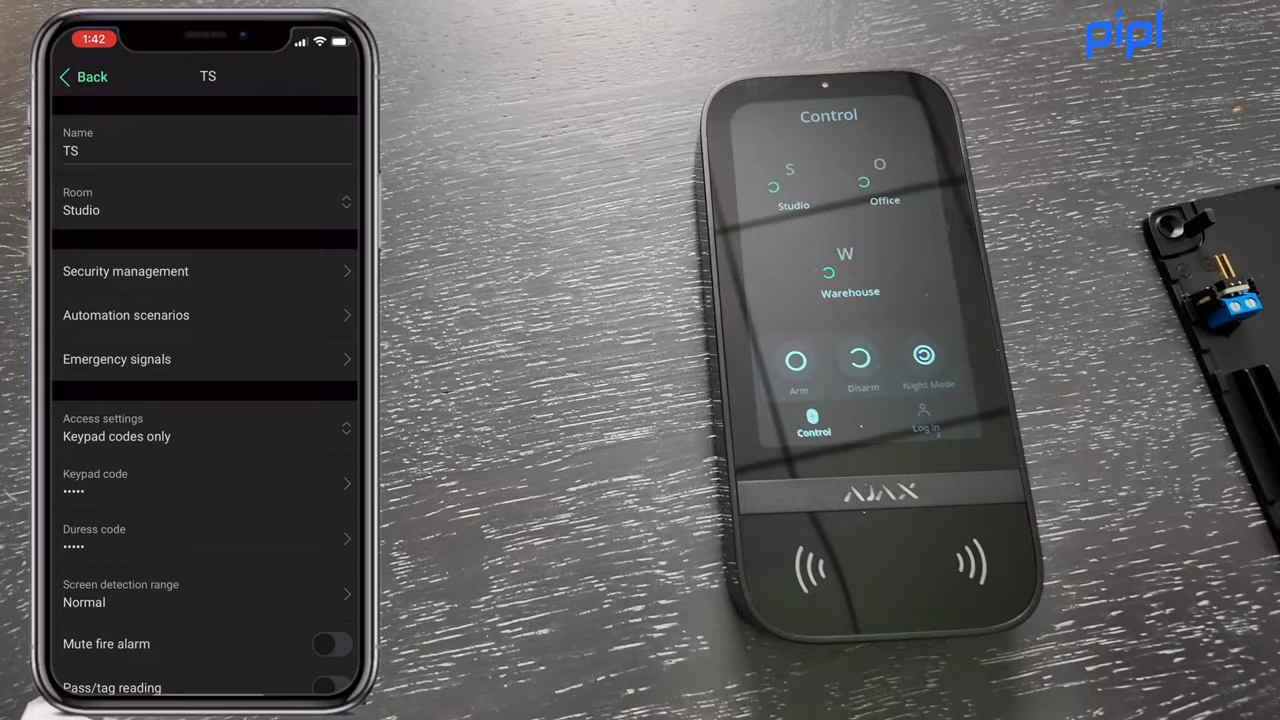 1:42
Back
TS
Name
TS
Room
Studio
Security management
Automation scenarios
Emergency signals
Access settings
Keypad codes only
Keypad code
•••••
Duress code
•••••
Screen detection range
Normal
Mute fire alarm
Pass/tag reading
Control
S
O
Studio
Office
W
Warehouse
Arm
Disarm
Night Mode
Control
Log in
AJAX
pipl